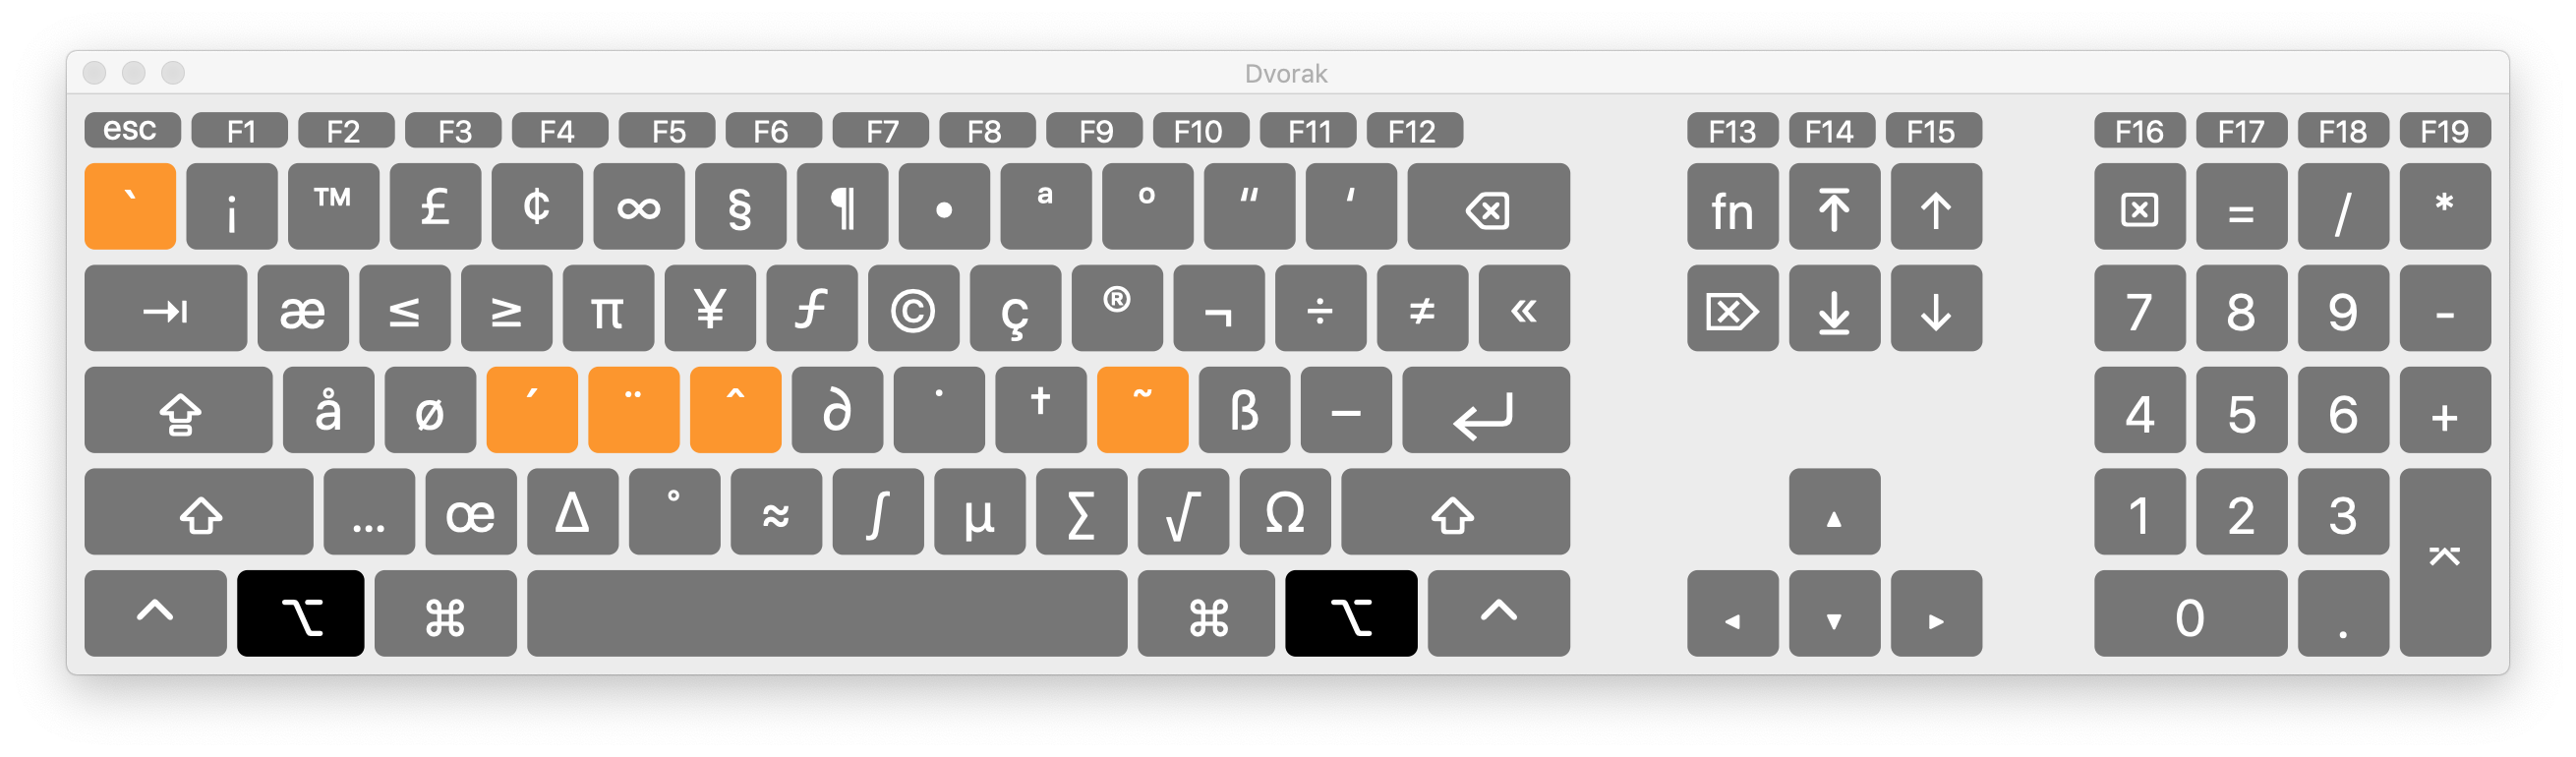 Dvorak
esc F1 F2 F3 F4 F5 F6 F7 F8 F9 F10 F11 F12 F13 F14 F15 F16 F17 F18 F19
` ¡ ™ £ ¢ ∞ § ¶ • ª º “ ‘ ⌫ fn ⤒ ↑ ⌧ = / *
⇥ æ ≤ ≥ π ¥ ƒ © ç ® ¬ ÷ ≠ « ⌦ ⤓ ↓ 7 8 9 -
⇪ å ø ´ ¨ ˆ ∂ ˙ † ˜ ß – ↩ 4 5 6 +
⇧ … œ ∆ ˚ ≈ ∫ µ ∑ √ Ω ⇧ ▴ 1 2 3 ⌤
⌃ ⌥ ⌘ ⌘ ⌥ ⌃ ◂ ▾ ▸ 0 .